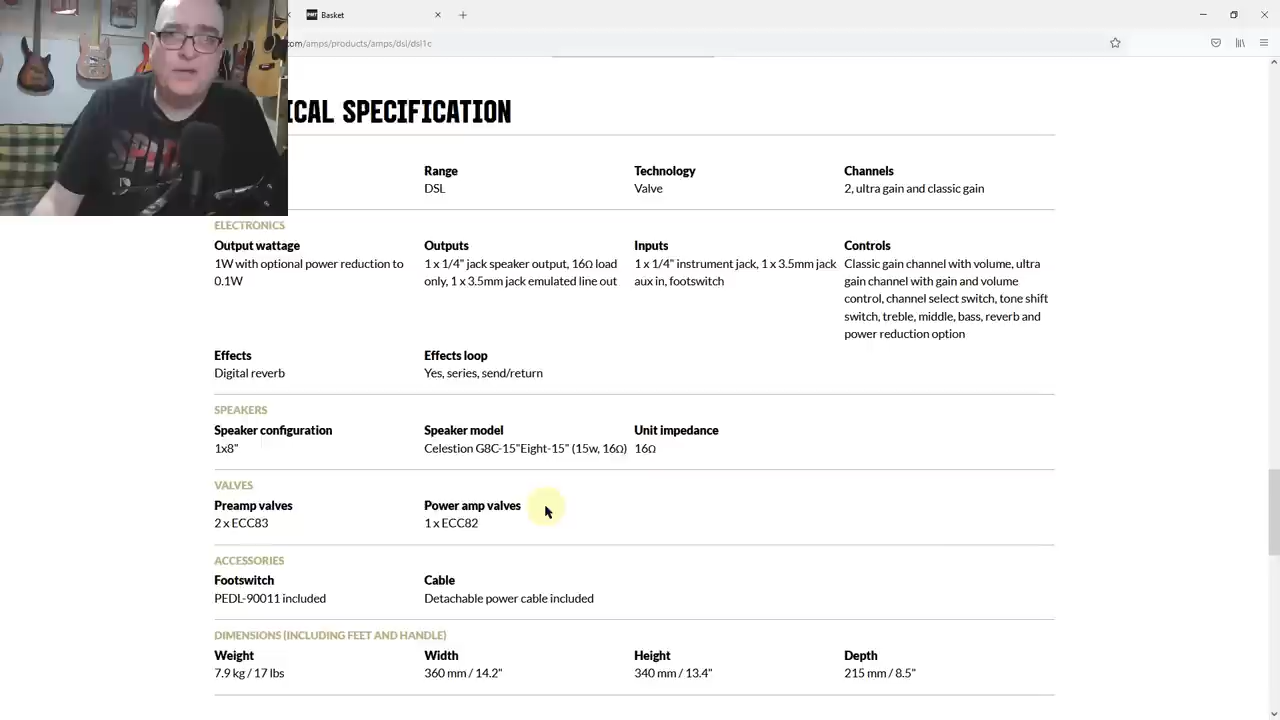 Basket
com/amps/products/amps/dsl/dsl1c
ICAL SPECIFICATION
Range
Technology
Channels
DSL
Valve
2, ultra gain and classic gain
ELECTRONICS
Output wattage
1W with optional power reduction to
0.1W
Outputs
1 x 1/4" jack speaker output, 16Ω load
only, 1 x 3.5mm jack emulated line out
Inputs
1 x 1/4" instrument jack, 1 x 3.5mm jack
aux in, footswitch
Controls
Classic gain channel with volume, ultra
gain channel with gain and volume
control, channel select switch, tone shift
switch, treble, middle, bass, reverb and
power reduction option
Effects
Digital reverb
Effects loop
Yes, series, send/return
SPEAKERS
Speaker configuration
1x8"
Speaker model
Celestion G8C-15"Eight-15" (15w, 16Ω)
Unit impedance
16Ω
VALVES
Preamp valves
2 x ECC83
Power amp valves
1 x ECC82
ACCESSORIES
Footswitch
PEDL-90011 included
Cable
Detachable power cable included
DIMENSIONS (INCLUDING FEET AND HANDLE)
Weight
7.9 kg / 17 lbs
Width
360 mm / 14.2"
Height
340 mm / 13.4"
Depth
215 mm / 8.5"